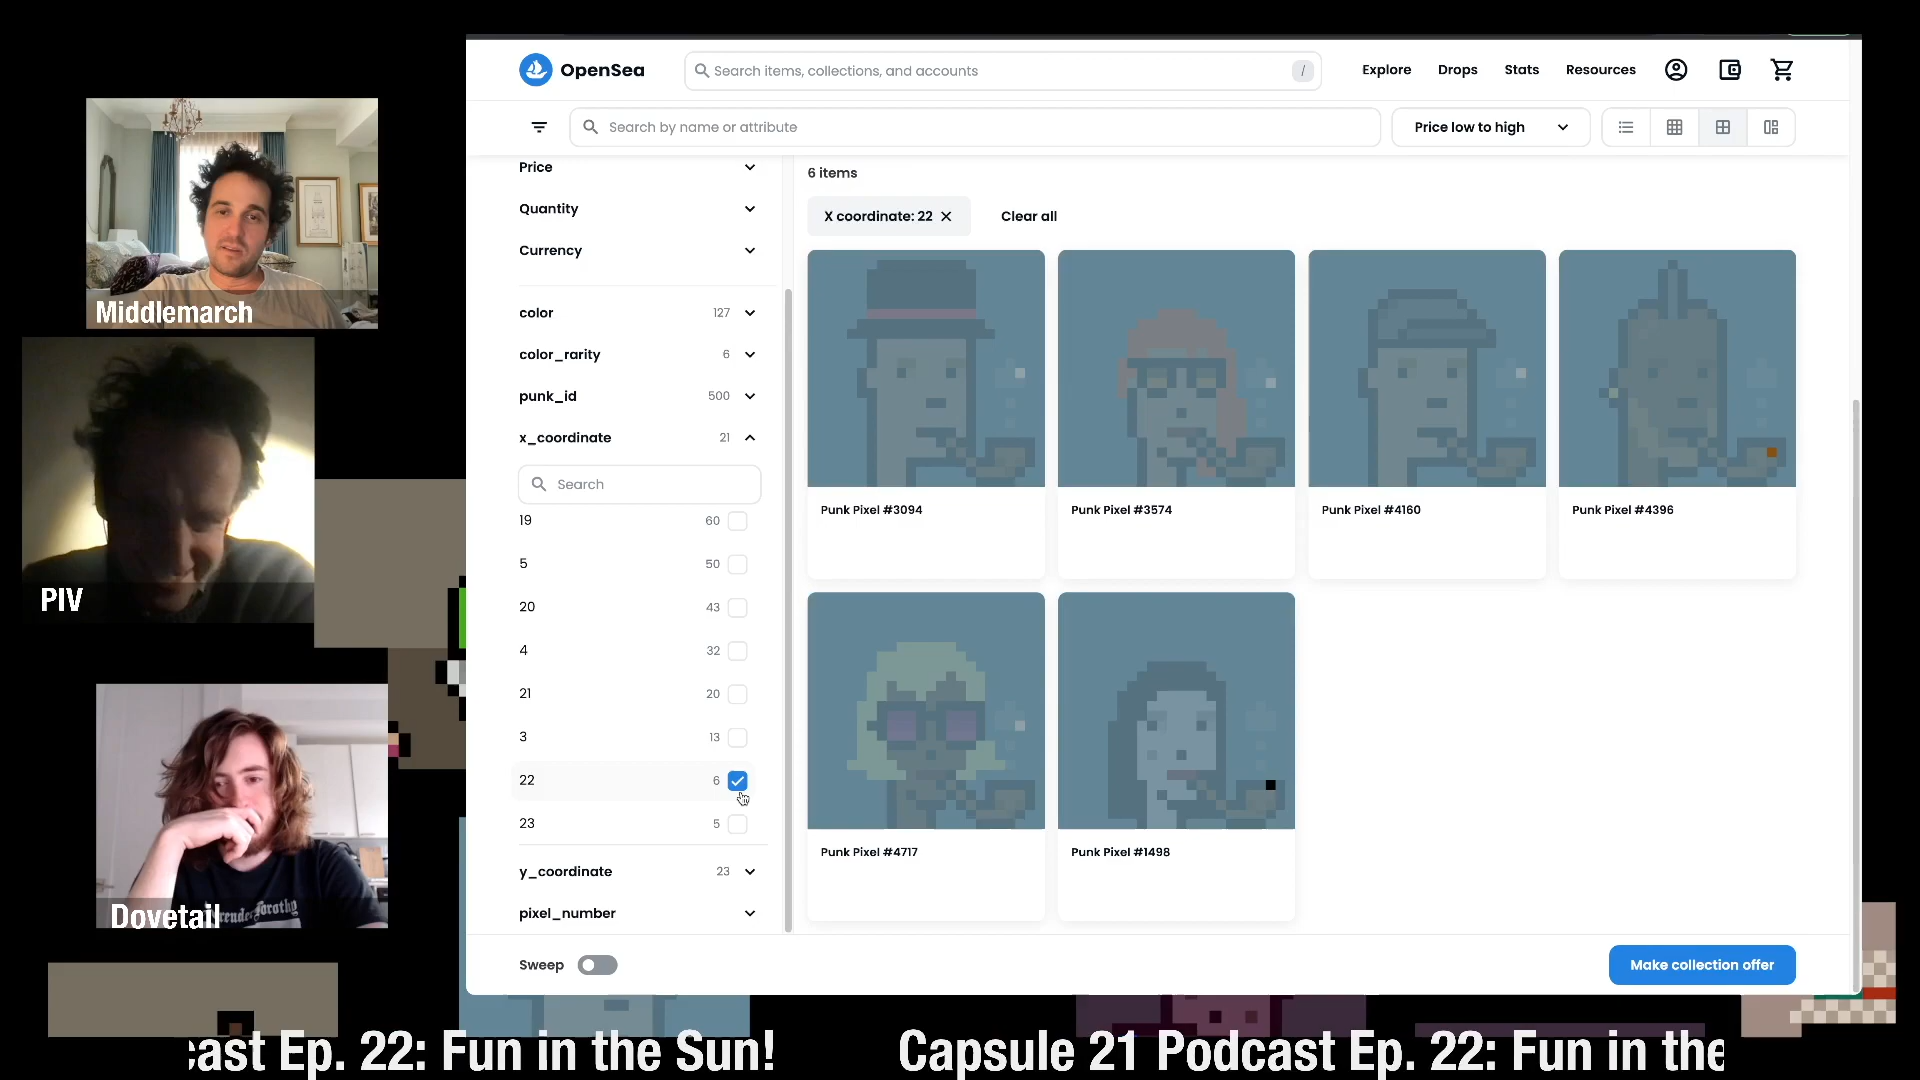 OpenSea
Search items, collections, and accounts
/
Explore
Drops
Stats
Resources
Search by name or attribute
Price low to high
Price
Quantity
Currency
color 127
color_rarity 6
punk_id 500
x_coordinate 21
Search
19 60
5 50
20 43
4 32
21 20
3 13
22 6
23 5
y_coordinate 23
pixel_number
Sweep
6 items
X coordinate: 22
Clear all
Punk Pixel #3094
Punk Pixel #3574
Punk Pixel #4160
Punk Pixel #4396
Punk Pixel #4717
Punk Pixel #1498
Make collection offer
Middlemarch
PIV
Dovetail
cast Ep. 22: Fun in the Sun!
Capsule 21 Podcast Ep. 22: Fun in the